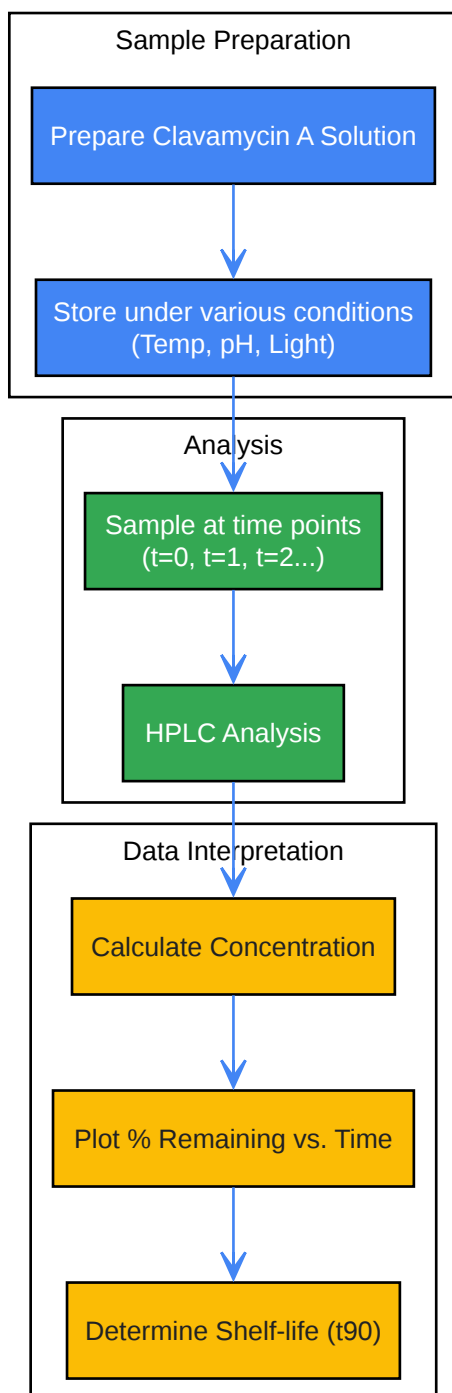 Sample Preparation
Prepare Clavamycin A Solution
Store under various conditions
(Temp, pH, Light)
Analysis
Sample at time points
(t=0, t=1, t=2...)
HPLC Analysis
Data Interpretation
Calculate Concentration
Plot % Remaining vs. Time
Determine Shelf-life (t90)